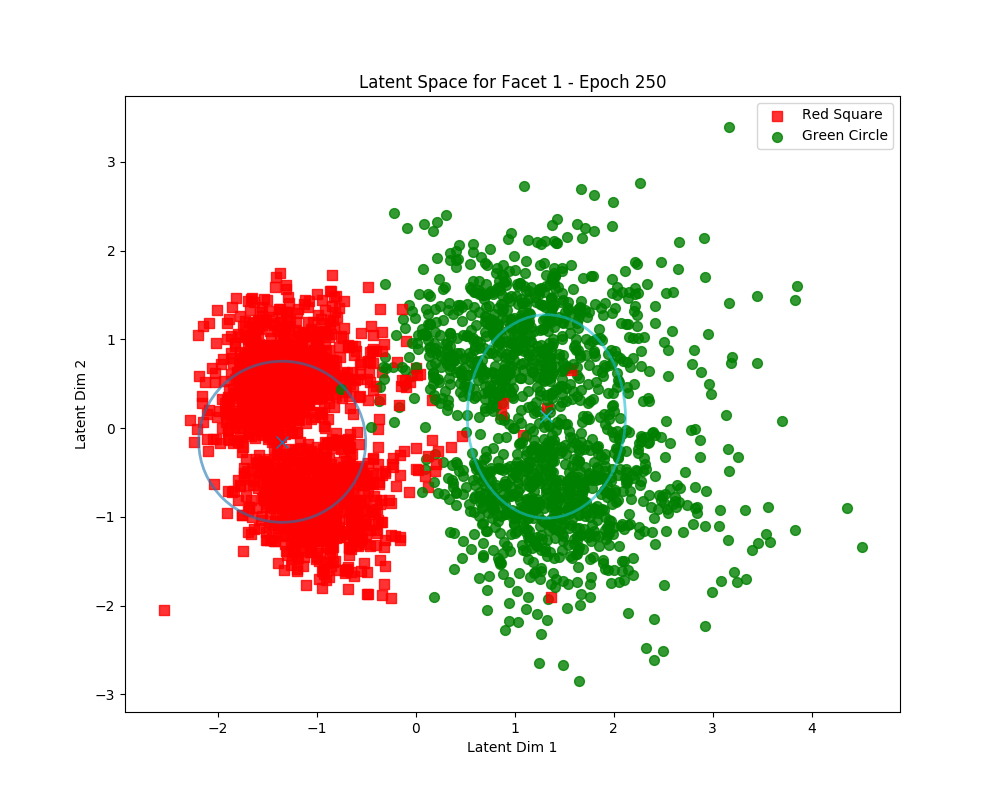 Latent Space for Facet 1 - Epoch 250
Red Square
Green Circle
3
2
1
0
−1
−2
−3
Latent Dim 2
−2 −1 0 1 2 3 4
Latent Dim 1